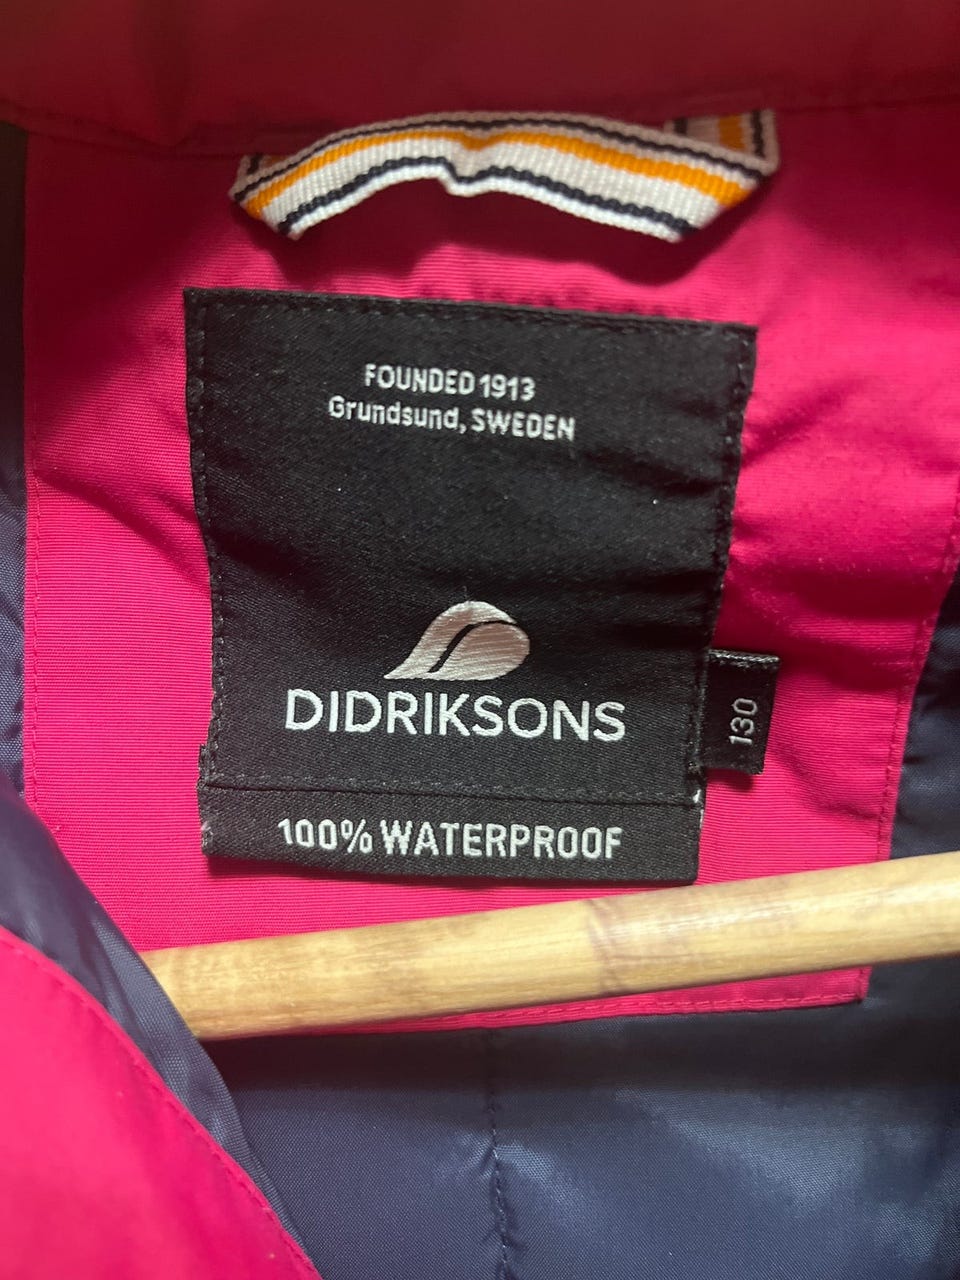 FOUNDED 1913
Grundsund, SWEDEN
DIDRIKSONS
130
100% WATERPROOF